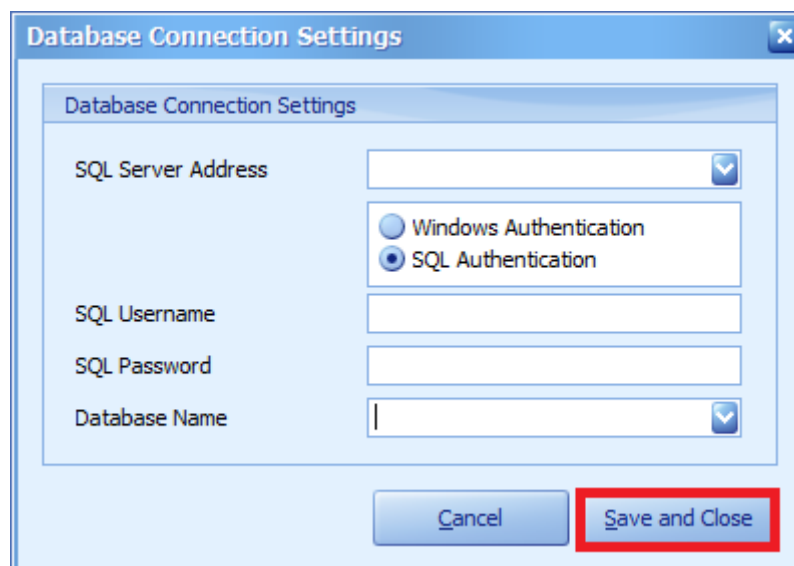 Database Connection Settings
Database Connection Settings
SQL Server Address
Windows Authentication
SQL Authentication
SQL Username
SQL Password
Database Name
Cancel
Save and Close